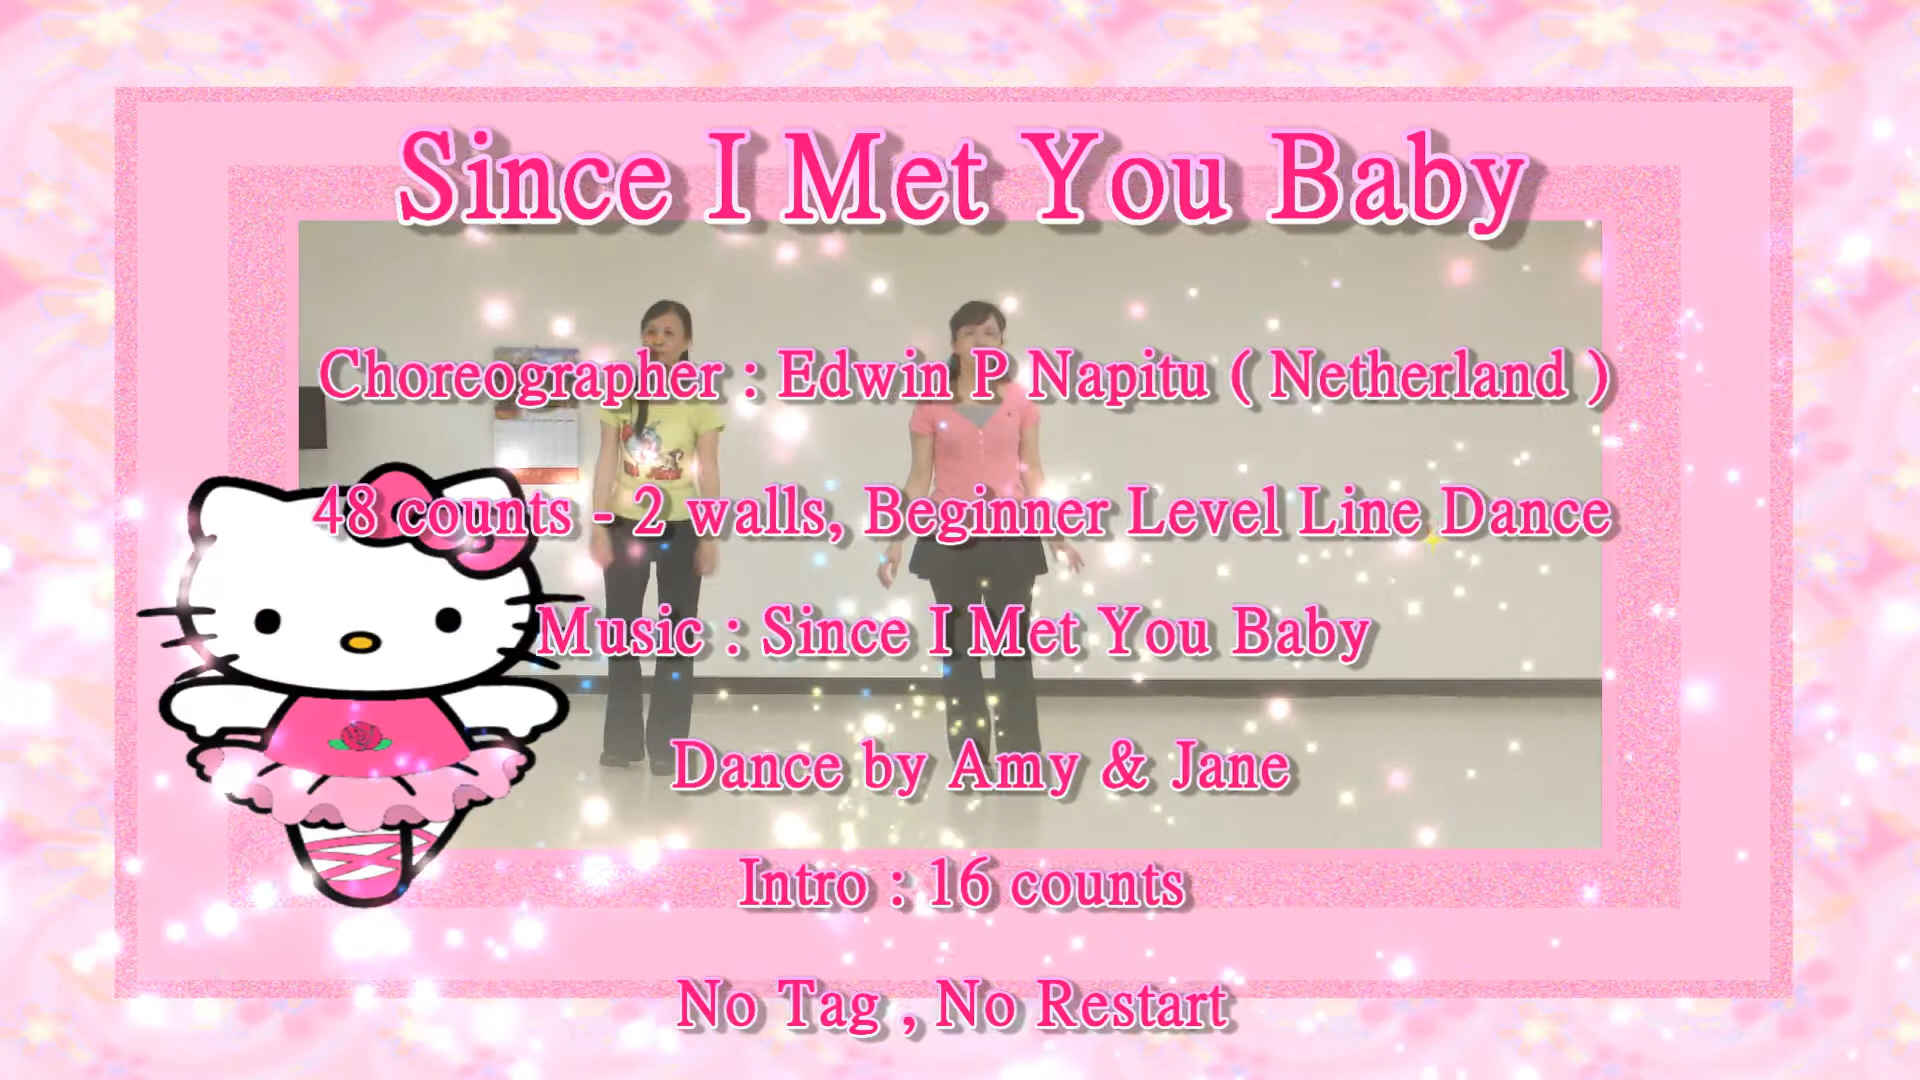 Since I Met You Baby
Choreographer : Edwin P Napitu ( Netherland )
48 counts - 2 walls, Beginner Level Line Dance
Music : Since I Met You Baby
Dance by Amy & Jane
Intro : 16 counts
No Tag , No Restart